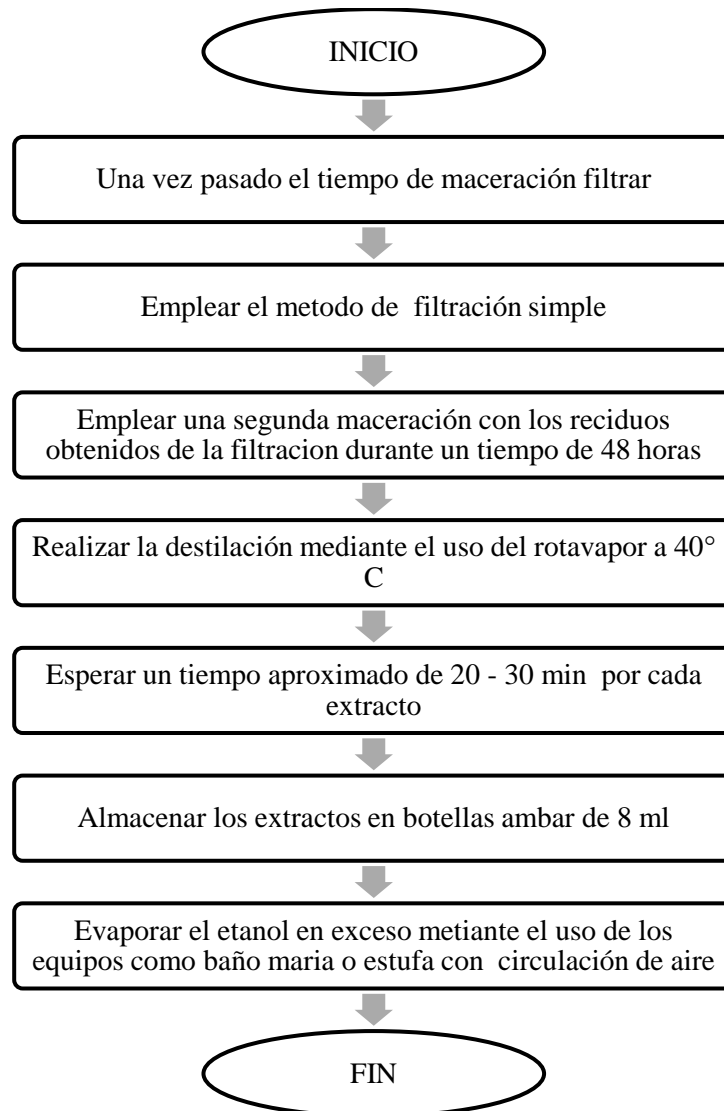 INICIO
Una vez pasado el tiempo de maceración filtrar
Emplear el metodo de filtración simple
Emplear una segunda maceración con los reciduos
obtenidos de la filtracion durante un tiempo de 48 horas
Realizar la destilación mediante el uso del rotavapor a 40°
C
Esperar un tiempo aproximado de 20 - 30 min por cada
extracto
Almacenar los extractos en botellas ambar de 8 ml
Evaporar el etanol en exceso metiante el uso de los
equipos como baño maria o estufa con circulación de aire
FIN